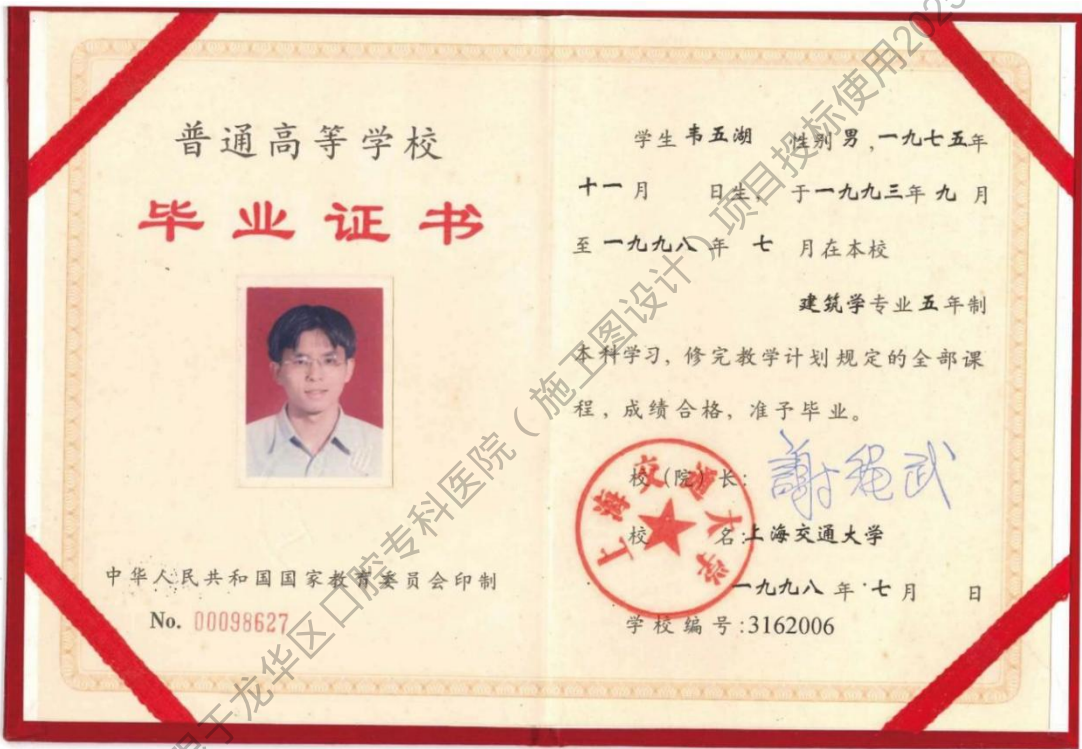 普通高等学校
毕业证书
中华人民共和国国家教育委员会印制
No. 00098627
学生 韦五湖 性别 男,一九七五年
十一月 日生, 于一九九三年 九 月
至 一九九八 年 七 月在本校
建筑学专业五年制
本科学习, 修完教学计划规定的全部课
程, 成绩合格, 准予毕业。
校(院)长: 謝绳武
校 名:上海交通大学
上海交通大学
一九九八 年 七月 日
学校编号:3162006
用于龙华区口腔专科医院(施工图设计)项目投标使用202